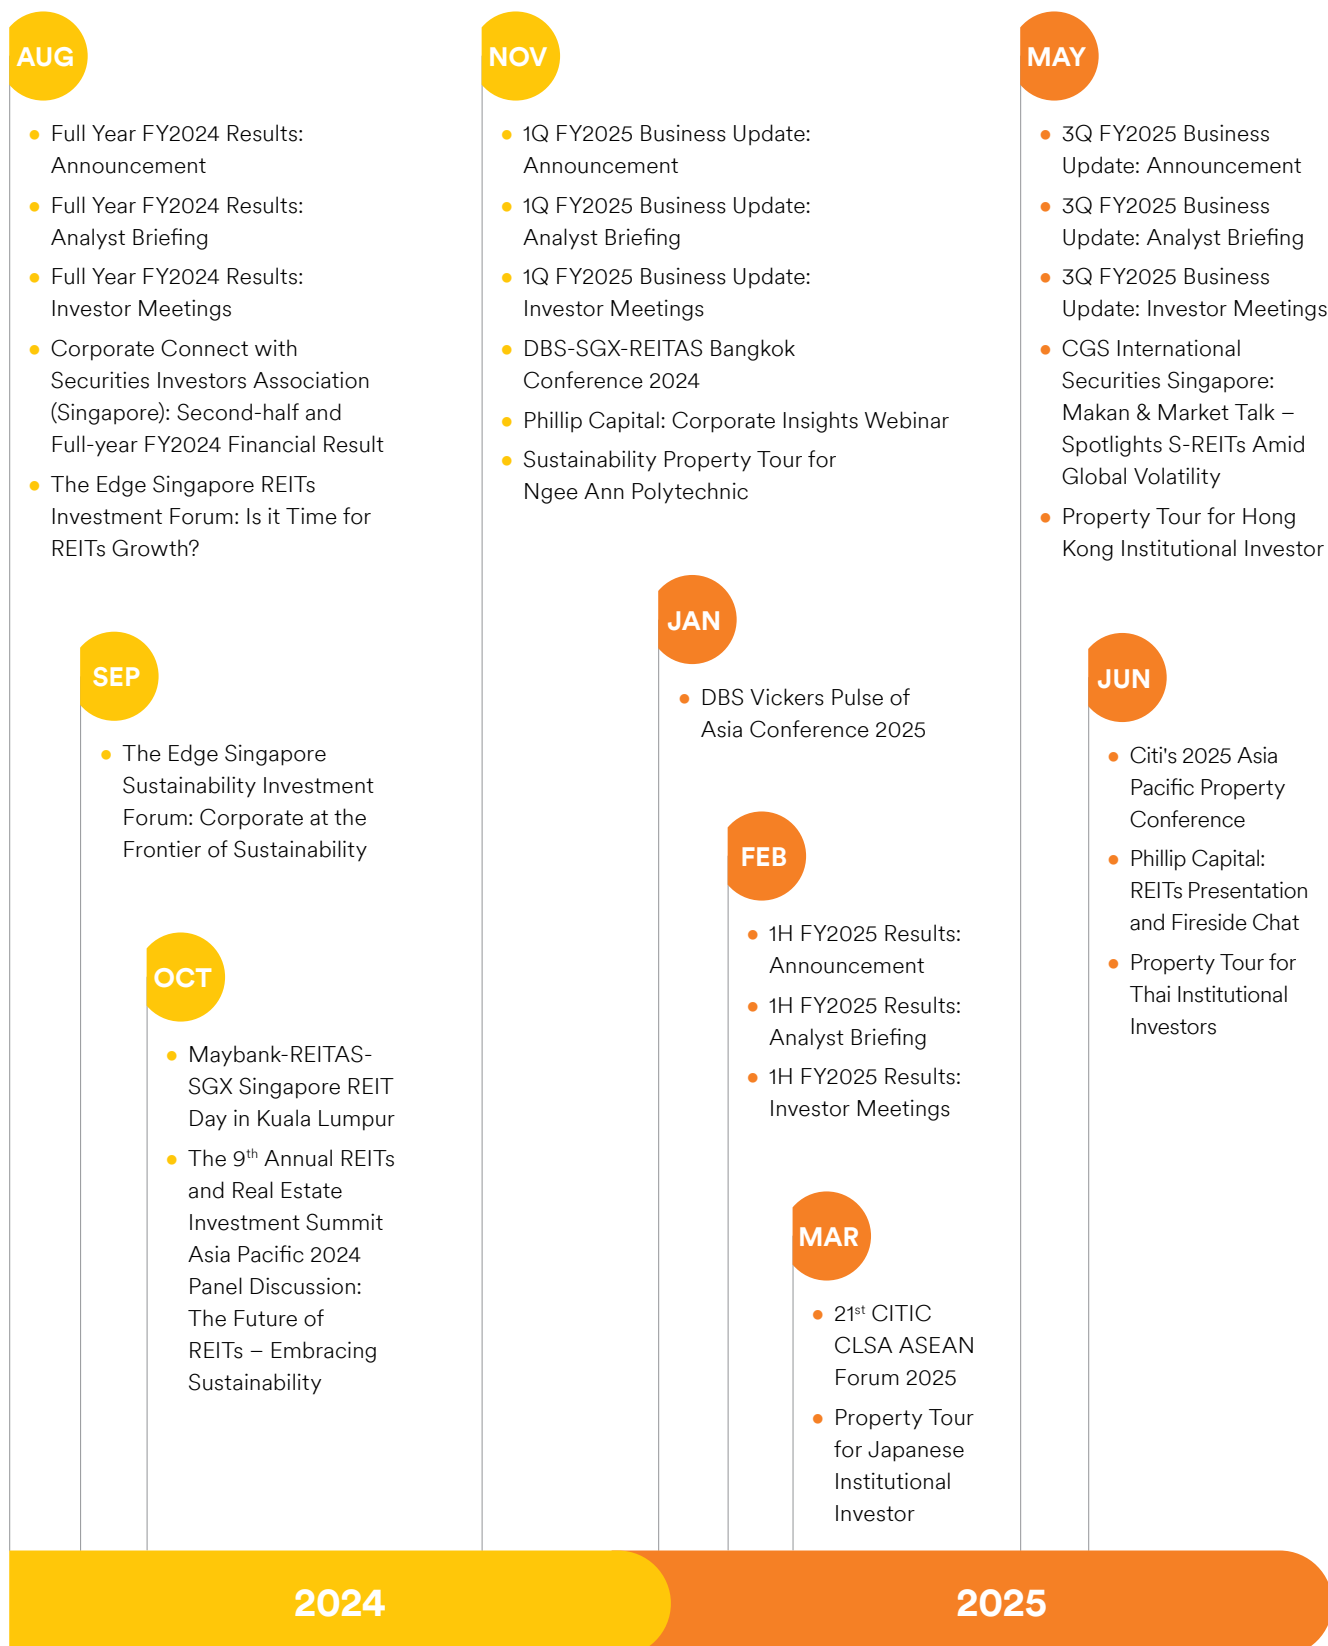 AUG
Full Year FY2024 Results:
Announcement
Full Year FY2024 Results:
Analyst Briefing
Full Year FY2024 Results:
Investor Meetings
Corporate Connect with
Securities Investors Association
(Singapore): Second-half and
Full-year FY2024 Financial Result
The Edge Singapore REITs
Investment Forum: Is it Time for
REITs Growth?
SEP
The Edge Singapore
Sustainability Investment
Forum: Corporate at the
Frontier of Sustainability
OCT
Maybank-REITAS-
SGX Singapore REIT
Day in Kuala Lumpur
The 9th Annual REITs
and Real Estate
Investment Summit
Asia Pacific 2024
Panel Discussion:
The Future of
REITs – Embracing
Sustainability
NOV
1Q FY2025 Business Update:
Announcement
1Q FY2025 Business Update:
Analyst Briefing
1Q FY2025 Business Update:
Investor Meetings
DBS-SGX-REITAS Bangkok
Conference 2024
Phillip Capital: Corporate Insights Webinar
Sustainability Property Tour for
Ngee Ann Polytechnic
JAN
DBS Vickers Pulse of
Asia Conference 2025
FEB
1H FY2025 Results:
Announcement
1H FY2025 Results:
Analyst Briefing
1H FY2025 Results:
Investor Meetings
MAR
21st CITIC
CLSA ASEAN
Forum 2025
Property Tour
for Japanese
Institutional
Investor
MAY
3Q FY2025 Business
Update: Announcement
3Q FY2025 Business
Update: Analyst Briefing
3Q FY2025 Business
Update: Investor Meetings
CGS International
Securities Singapore:
Makan & Market Talk –
Spotlights S-REITs Amid
Global Volatility
Property Tour for Hong
Kong Institutional Investor
JUN
Citi's 2025 Asia
Pacific Property
Conference
Phillip Capital:
REITs Presentation
and Fireside Chat
Property Tour for
Thai Institutional
Investors
2024
2025